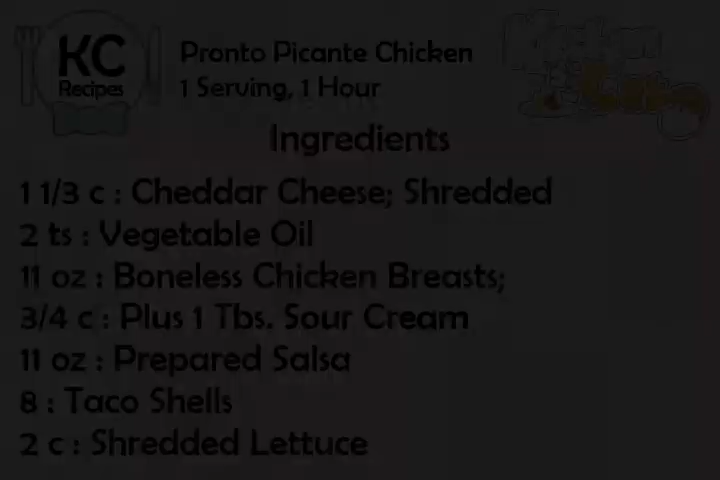 KC
Recipes
Pronto Picante Chicken
1 Serving, 1 Hour
Ingredients
1 1/3 c : Cheddar Cheese; Shredded
2 ts : Vegetable Oil
11 oz : Boneless Chicken Breasts;
3/4 c : Plus 1 Tbs. Sour Cream
11 oz : Prepared Salsa
8 : Taco Shells
2 c : Shredded Lettuce